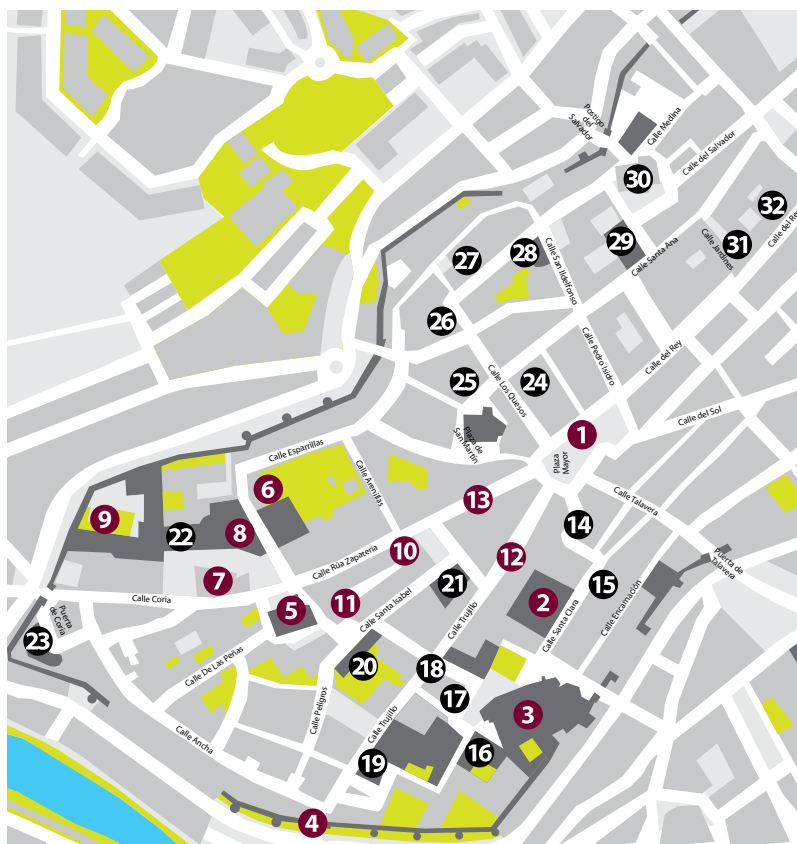 Postigo
del
Salvador
Calle Medina
Calle del Salvador
30
32
Calle del Re
31
Calle Jardines
29
Calle Santa Ana
28
27
Calle San Ildelfonso
26
Calle Pedro Isidro
Calle del Rey
25
24
Calle Los Quesos
Calle del Sol
1
Plaza de
San Martín
Plaza
Mayor
Calle Esparrillas
Calle Arenillas
6
13
Calle Talavera
9
22
8
14
10
12
Puerta de
Talavera
Calle Rúa Zapatería
7
21
15
2
Calle Coria
5
11
Calle Santa Isabel
Calle Encarnación
Puerta
de Coria
23
Calle Trujillo
Calle Santa Clara
Calle De Las Peñas
20
18
17
Calle Peligros
3
Calle Trujillo
Calle Ancha
16
19
4